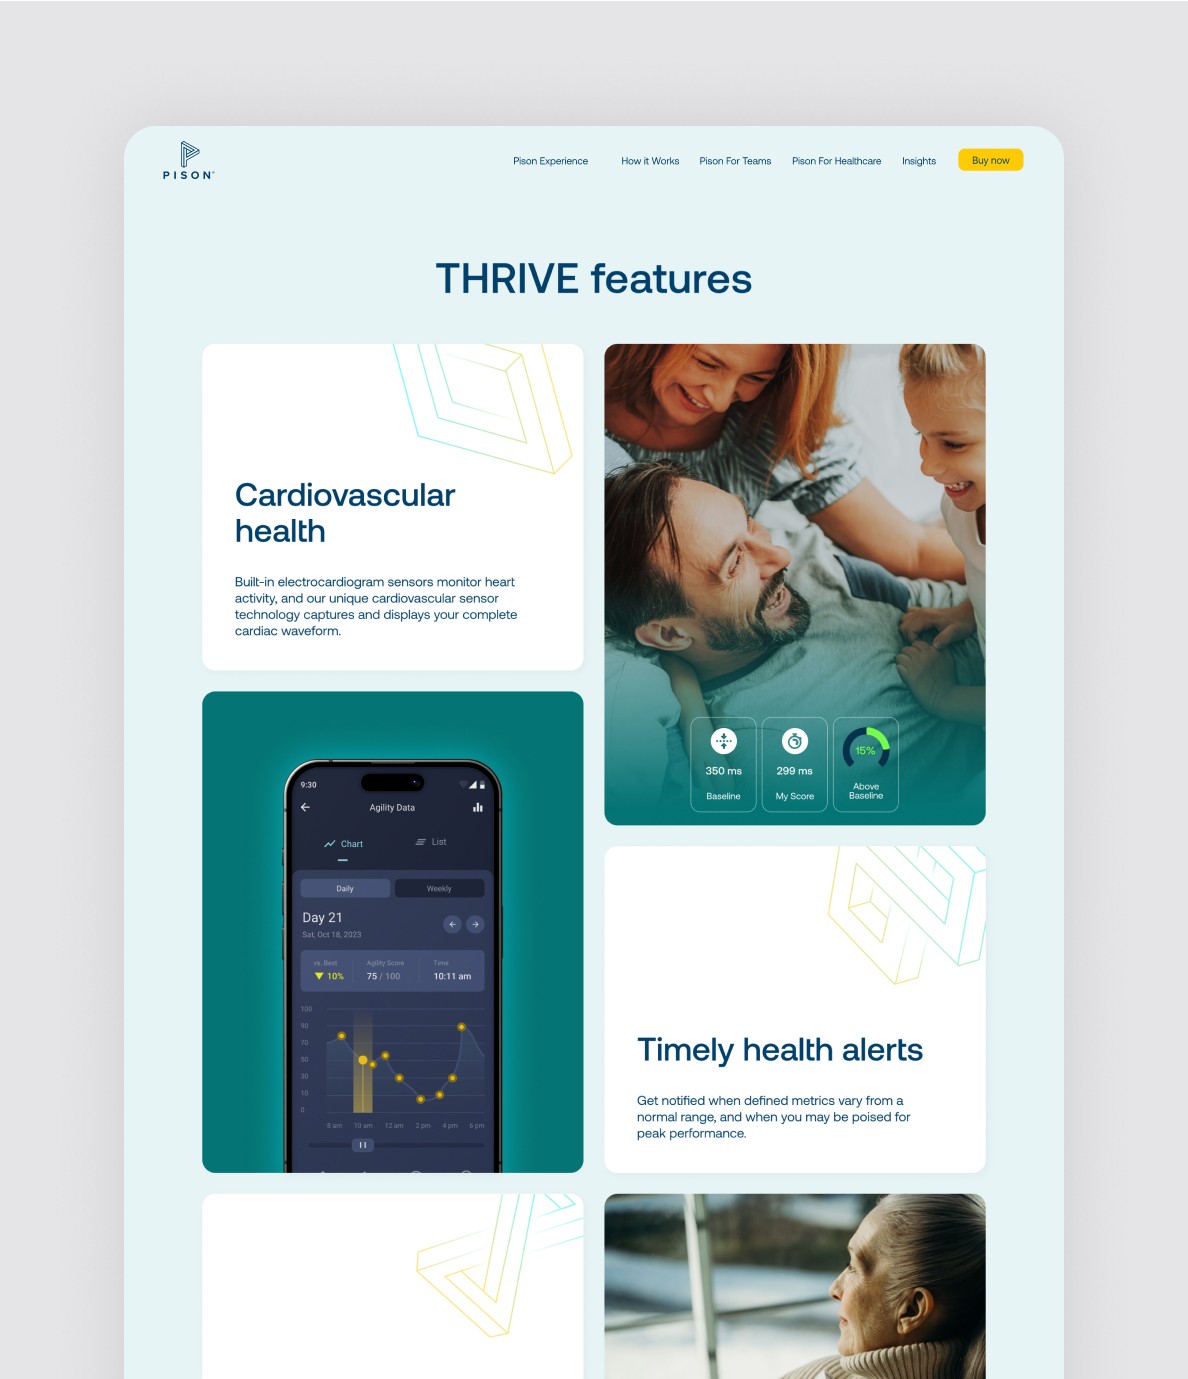 PISON
Pison Experience
How it Works
Pison For Teams
Pison For Healthcare
Insights
Buy now
THRIVE features
Cardiovascular
health
Built-in electrocardiogram sensors monitor heart
activity, and our unique cardiovascular sensor
technology captures and displays your complete
cardiac waveform.
350 ms
Baseline
299 ms
My Score
15%
Above
Baseline
9:30
Agility Data
Chart
List
Daily
Weekly
Day 21
Sat, Oct 18, 2023
vs. Best
10%
Agility Score
75 / 100
Time
10:11 am
100
90
70
50
30
10
0
8 am 10 am 12 am 2 pm 4 pm 6 pm
Timely health alerts
Get notified when defined metrics vary from a
normal range, and when you may be poised for
peak performance.